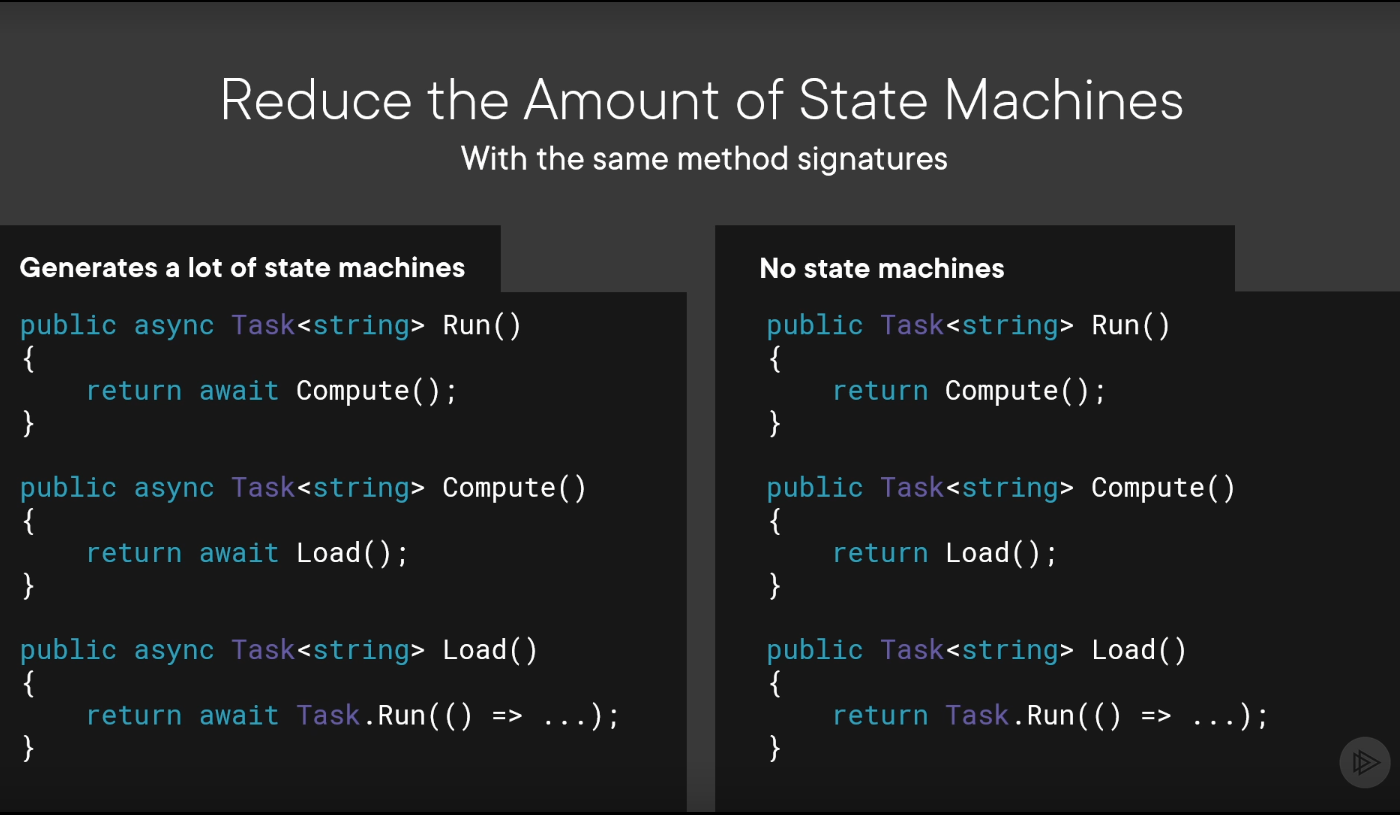 Reduce the Amount of State Machines
With the same method signatures
Generates a lot of state machines
public async Task<string> Run()
{
    return await Compute();
}
public async Task<string> Compute()
{
    return await Load();
}
public async Task<string> Load()
{
    return await Task.Run(() => ...);
}
No state machines
public Task<string> Run()
{
    return Compute();
}
public Task<string> Compute()
{
    return Load();
}
public Task<string> Load()
{
    return Task.Run(() => ...);
}